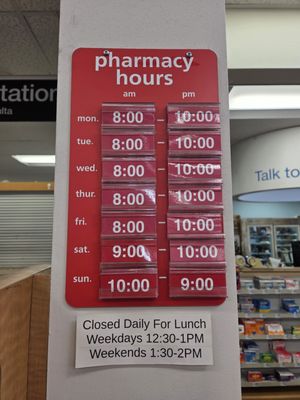 pharmacy
hours
am pm
mon. 8:00 - 10:00
tue. 8:00 - 10:00
wed. 8:00 - 10:00
thur. 8:00 - 10:00
fri. 8:00 - 10:00
sat. 9:00 - 10:00
sun. 10:00 - 9:00
Closed Daily For Lunch
Weekdays 12:30-1PM
Weekends 1:30-2PM
tation
lta
Talk to